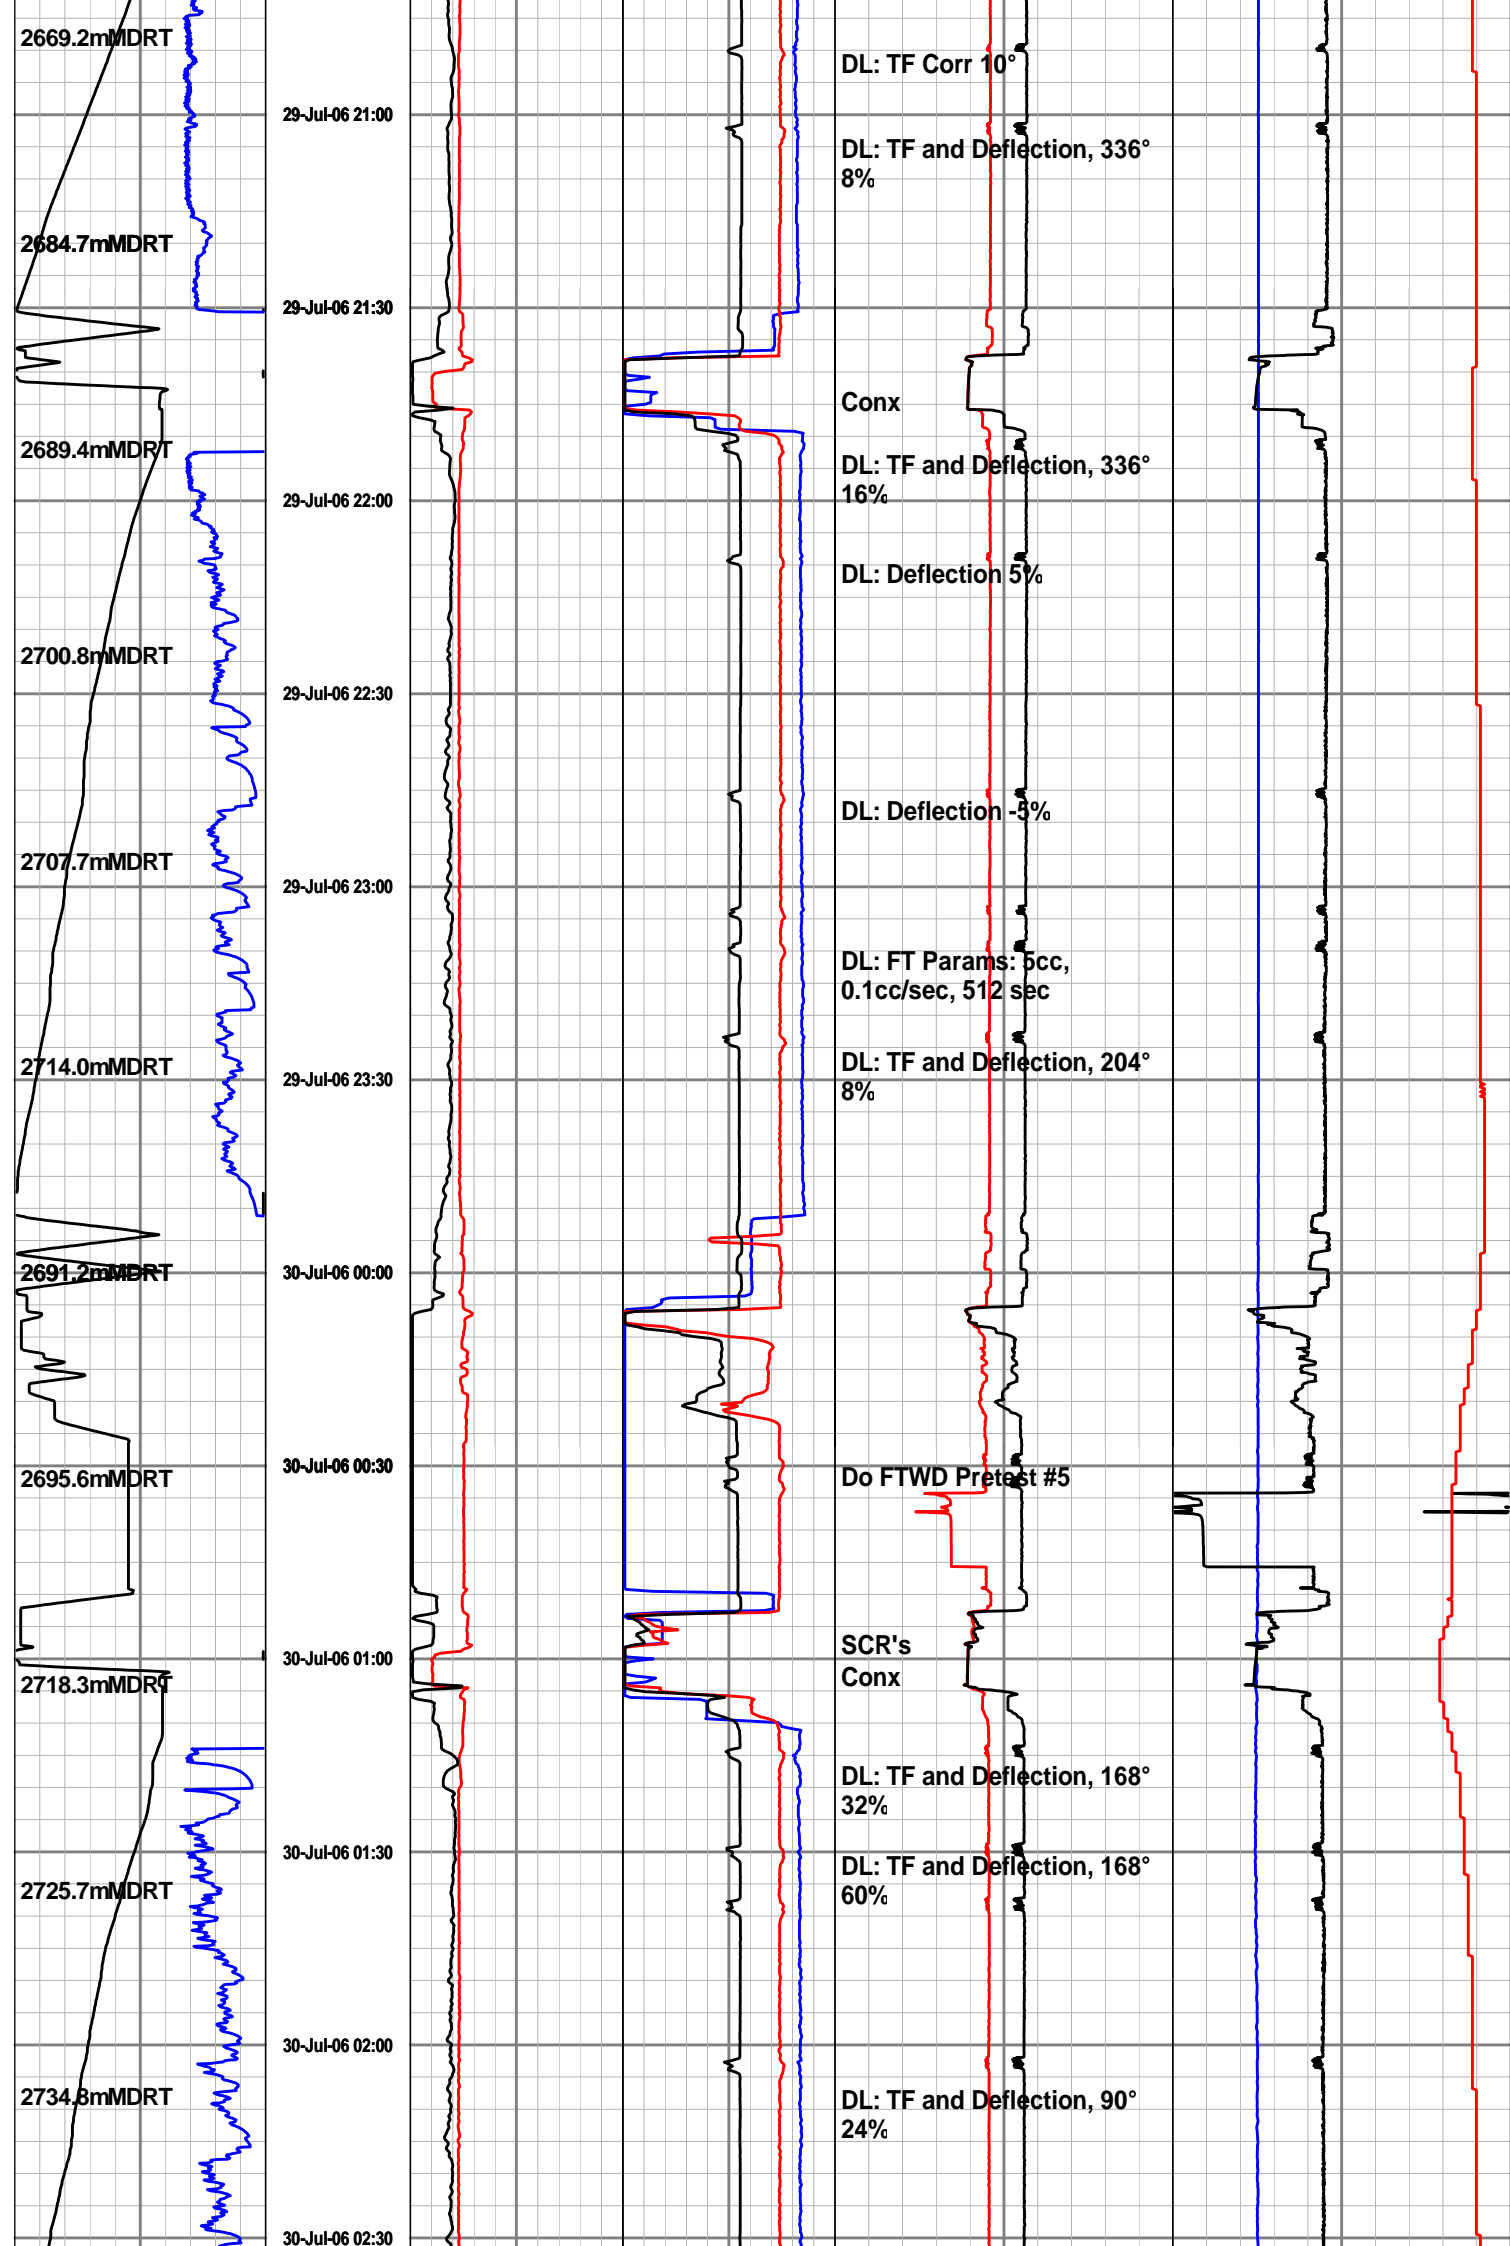 2669.2mMDRT
DL: TF Corr 10°
29-Jul-06 21:00
DL: TF and Deflection, 336°
8%
2684.7mMDRT
29-Jul-06 21:30
Conx
2689.4mMDRT
DL: TF and Deflection, 336°
16%
29-Jul-06 22:00
DL: Deflection 5%
2700.8mMDRT
29-Jul-06 22:30
DL: Deflection -5%
2707.7mMDRT
29-Jul-06 23:00
DL: FT Params: 5cc,
0.1cc/sec, 512 sec
2714.0mMDRT
DL: TF and Deflection, 204°
8%
29-Jul-06 23:30
2691.2mMDRT
30-Jul-06 00:00
30-Jul-06 00:30
2695.6mMDRT
Do FTWD Pretest #5
SCR's
30-Jul-06 01:00
Conx
2718.3mMDRT
DL: TF and Deflection, 168°
32%
30-Jul-06 01:30
DL: TF and Deflection, 168°
60%
2725.7mMDRT
30-Jul-06 02:00
2734.8mMDRT
DL: TF and Deflection, 90°
24%
30-Jul-06 02:30